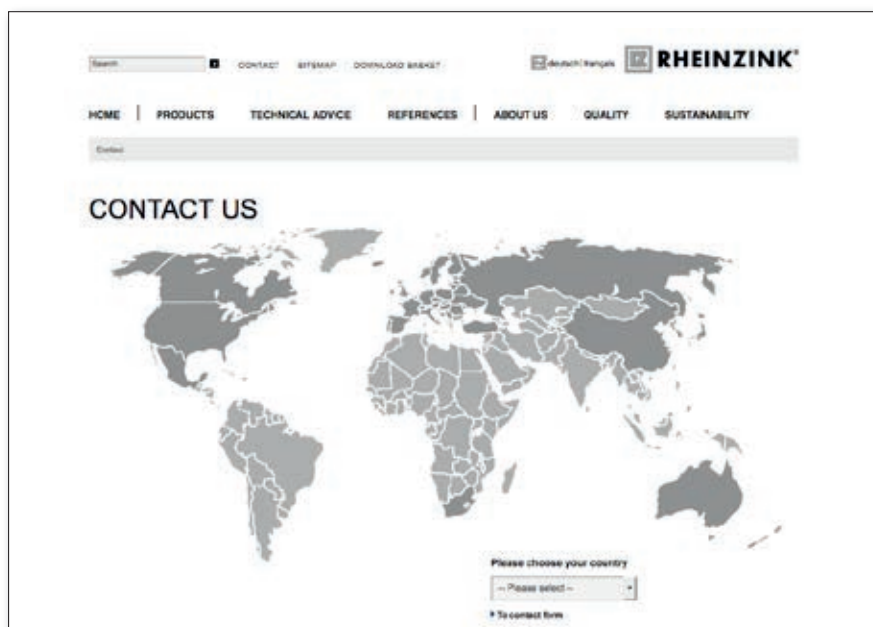 Search CONTACT SITEMAP DOWNLOAD BASKET deutsch | français RHEINZINK®
HOME PRODUCTS TECHNICAL ADVICE REFERENCES ABOUT US QUALITY SUSTAINABILITY
Contact
CONTACT US
Please choose your country
-- Please select --
To contact form